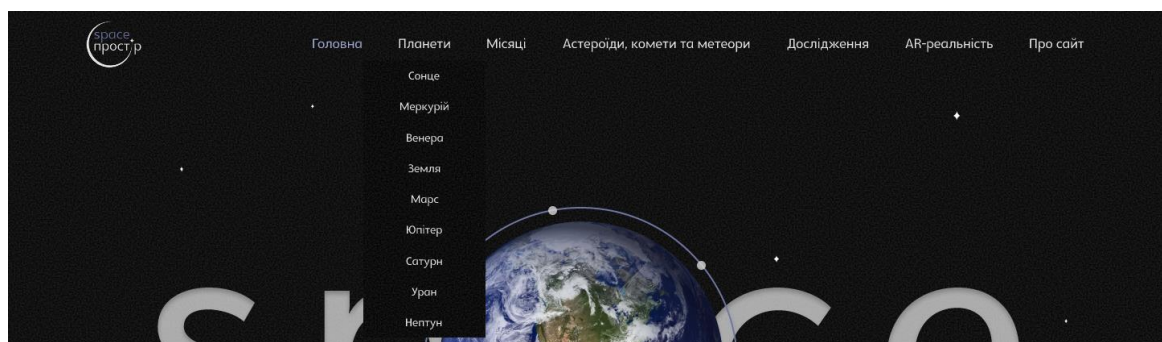 space
простір
Головна Планети Місяці Астероїди, комети та метеори Дослідження AR-реальність Про сайт
Сонце
Меркурій
Венера
Земля
Марс
Юпітер
Сатурн
Уран
Нептун